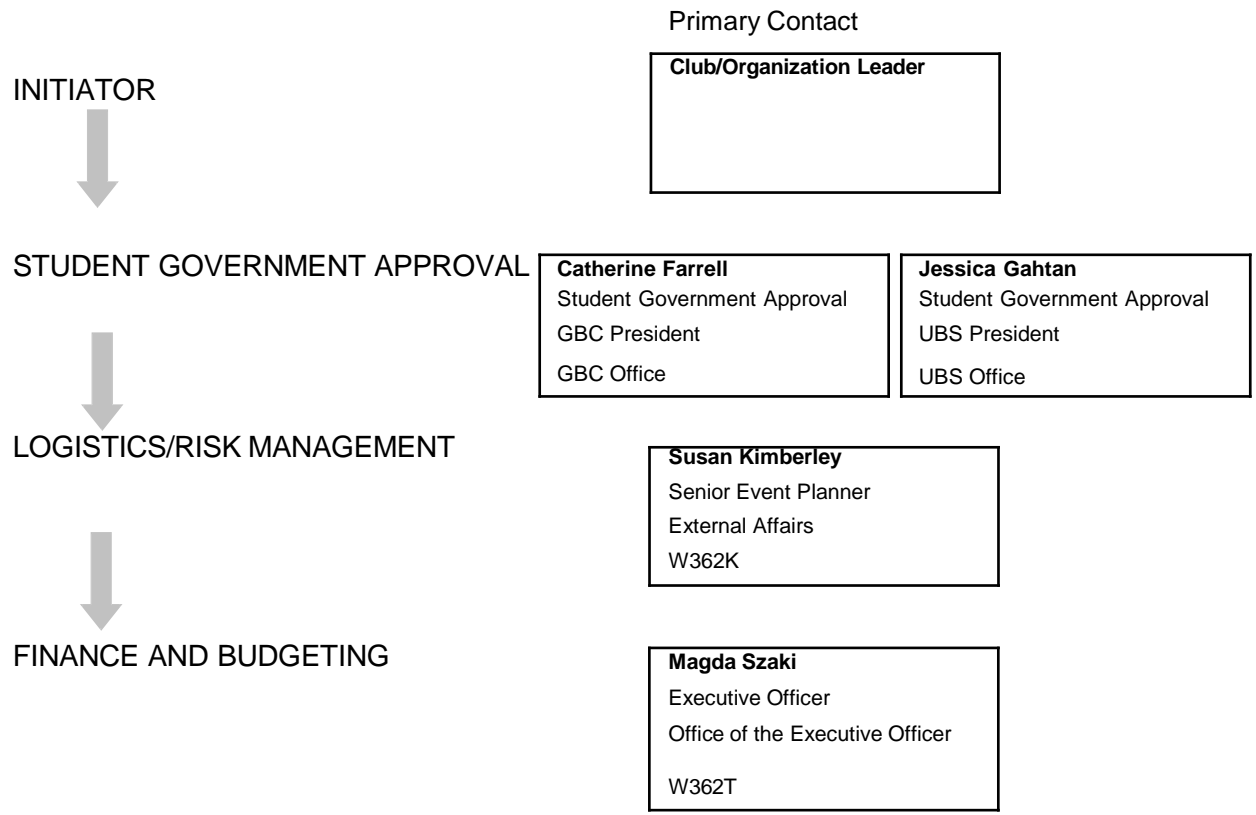 Primary Contact
Club/Organization Leader
INITIATOR
STUDENT GOVERNMENT APPROVAL
Catherine Farrell
Student Government Approval
GBC President
GBC Office
Jessica Gahtan
Student Government Approval
UBS President
UBS Office
LOGISTICS/RISK MANAGEMENT
Susan Kimberley
Senior Event Planner
External Affairs
W362K
FINANCE AND BUDGETING
Magda Szaki
Executive Officer
Office of the Executive Officer
W362T